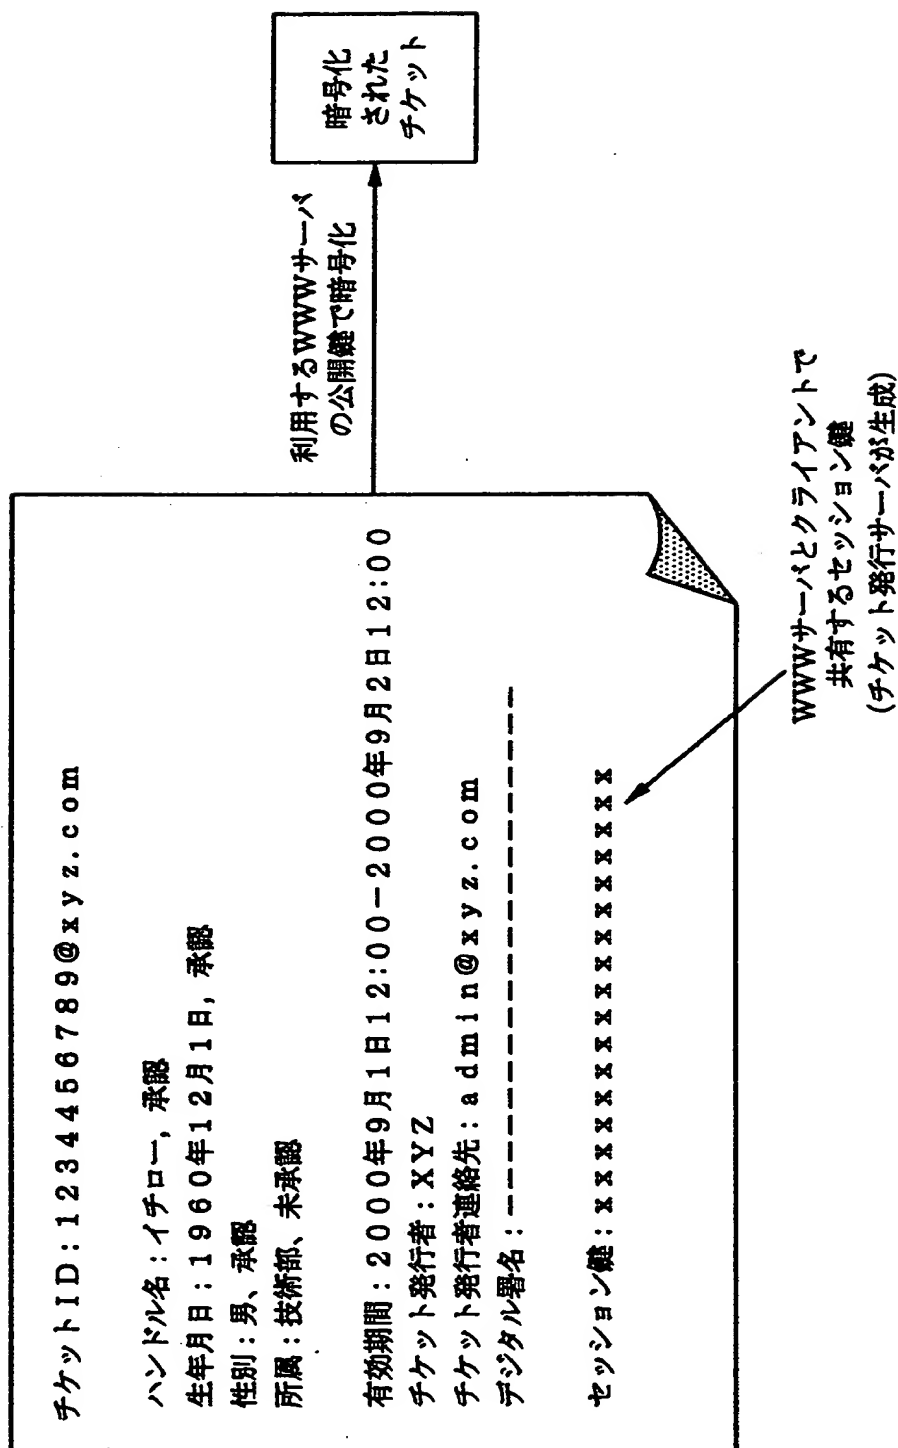 チケットID:12344567 89@xyz.com
ハンドル名:イチロー, 承認
生年月日:1960年12月1日, 承認
性別:男、承認
所属:技術部、未承認
有効期間:2000年9月1日12:00-2000年9月2日12:00
チケット発行者:XYZ
チケット発行者連絡先:admin@xyz.com
デジタル署名:--------------------
セッション鍵:xxxxxxxxxxxxxxxxxxxx
利用するWWWサーバ
の公開鍵で暗号化
暗号化
された
チケット
WWWサーバとクライアントで
共有するセッション鍵
(チケット発行サーバが生成)